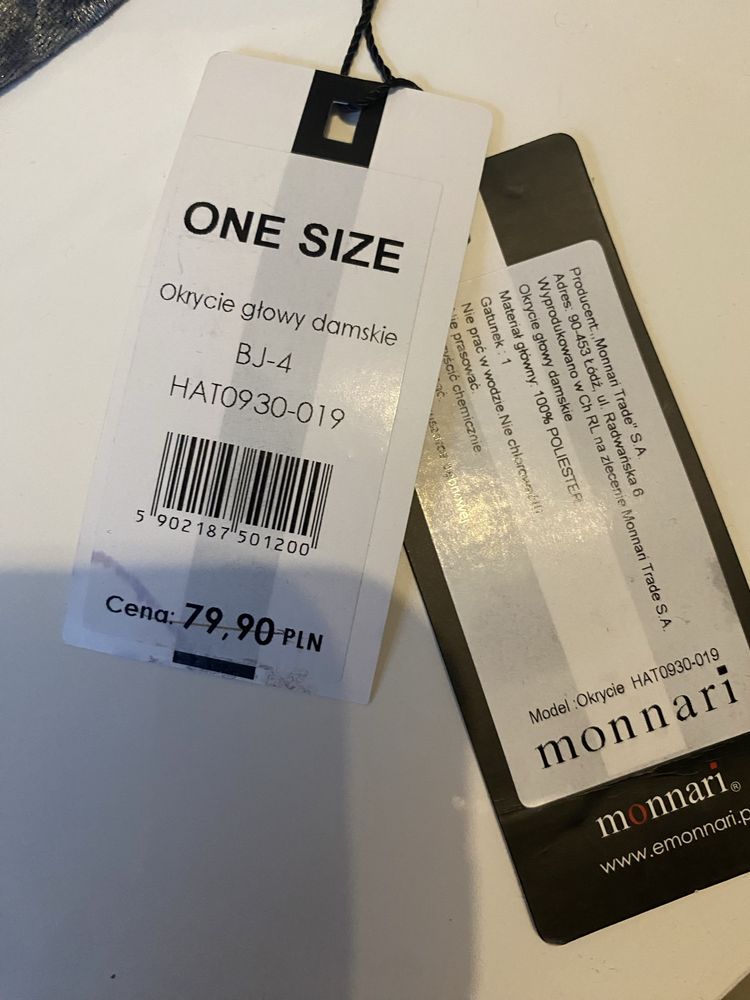 ONE SIZE
Okrycie głowy damskie
BJ-4
HAT0930-019
5 902187 501200
Cena: 79,90 PLN
Producent: „Monnari Trade" S.A.
Adres: 90-453 Łódź, ul. Radwańska 6
Wyprodukowano w Ch RL na zlecenie Monnari Trade S.A.
Okrycie głowy damskie
Materiał główny: 100% POLIESTER
Gatunek : 1
Nie prać w wodzie. Nie
prasować.
chemicznie
Model :Okrycie HAT0930-019
monnari
monnari®
www.emonnari.p